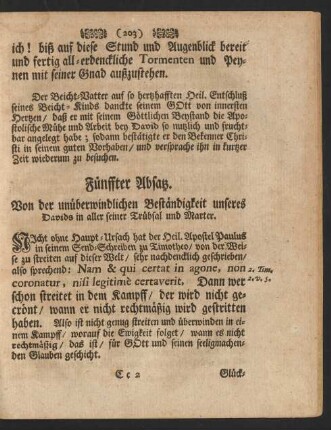 (203)
ich! biß auf diese Stund und Augenblick bereit
und fertig all-erdenckliche Tormenten und Pey-
nen mit seiner Gnad außzustehen.
Der Beicht-Vatter auf so hertzhafften Heil. Entschluß
seines Beicht-Kinds danckte seinem GOtt von innersten
Hertzen/ daß er mit seinem Göttlichen Beystand die Apo-
stolische Mühe und Arbeit bey David so nutzlich und frucht-
bar angelegt habe; sodann bestätigte er den Bekenner Chri-
sti in seinem guten Vorhaben/ und versprache ihn in kurtzer
Zeit wiederum zu besuchen.
Fünffter Absatz.
Von der unüberwindlichen Beständigkeit unseres
Davids in aller seiner Trübsal und Marter.
NIcht ohne Haupt-Ursach hat der Heil. Apostel Paulus
in seinem Send-Schreiben zu Timotheo/ von der Wei-
se zu streiten auf dieser Welt/ sehr nachdencklich geschrieben/
also sprechend: Nam & qui certat in agone, non
2. Tim.
coronatur, nisi legitimè certaverit. Dann wer
2. v. 5.
schon streitet in dem Kampff/ der wird nicht ge-
crönt/ wann er nicht rechtmäßig wird gestritten
haben. Also ist nicht genug streiten und überwinden in ei-
nem Kampff/ worauf die Ewigkeit folget/ wann es nicht
rechtmäßig/ das ist/ für GOtt und seinen seeligmachen-
den Glauben geschicht.
Cc 2
Glück-